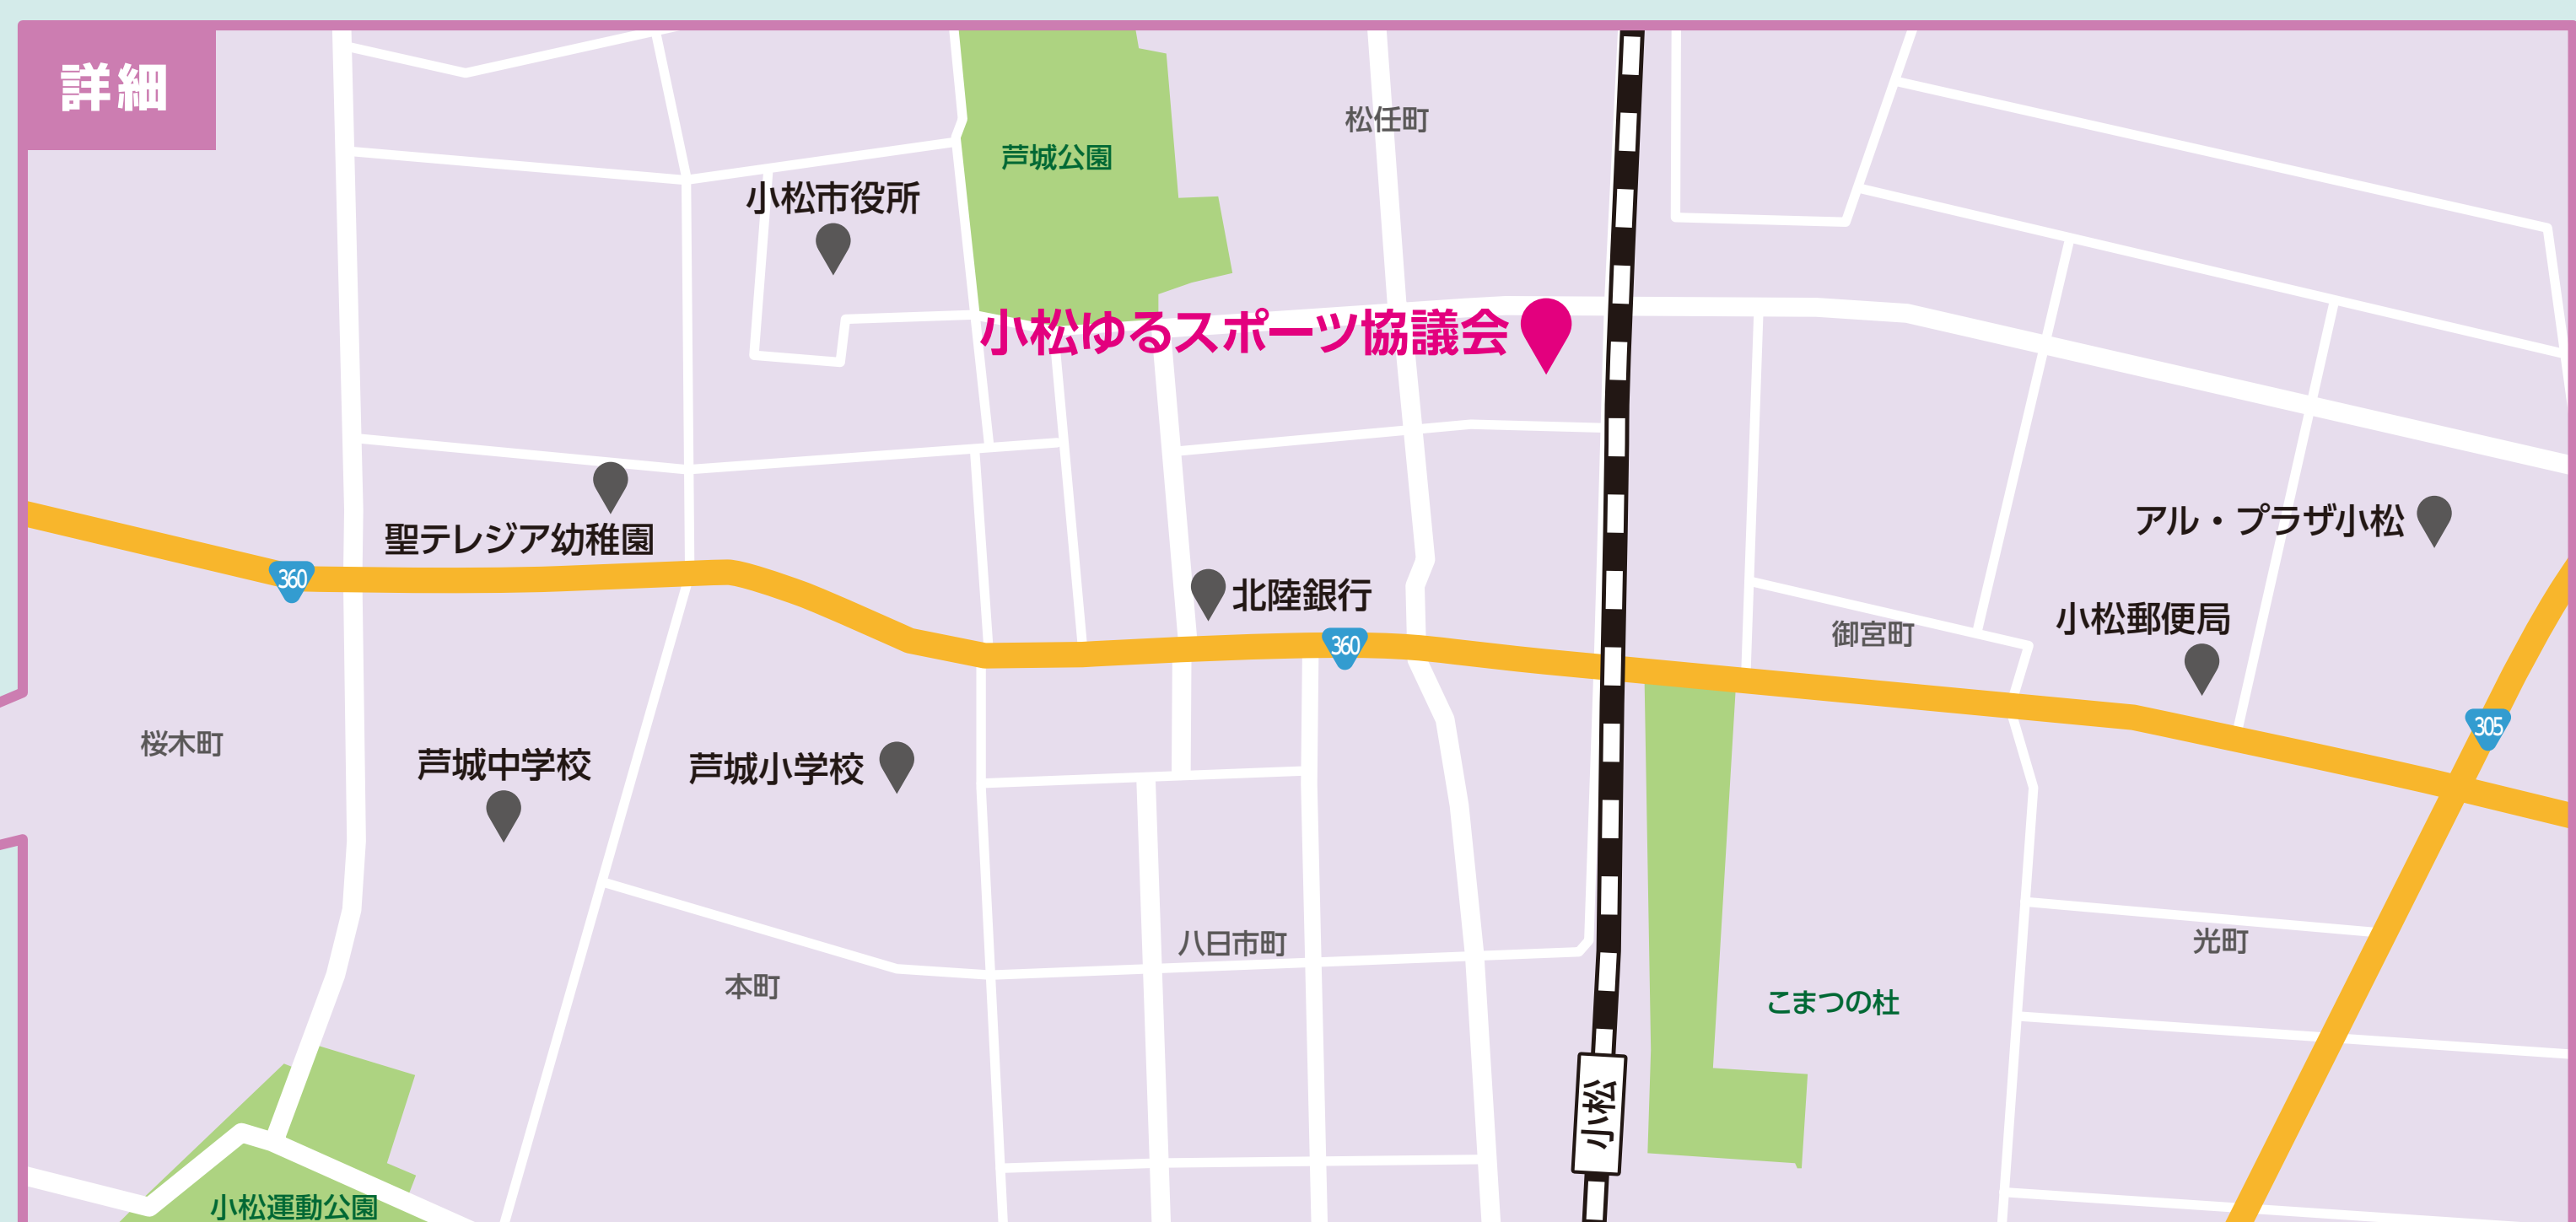 詳細
松任町
芦城公園
小松市役所
小松ゆるスポーツ協議会
聖テレジア幼稚園
アル・プラザ小松
360
北陸銀行
小松郵便局
360
御宮町
305
桜木町
芦城中学校
芦城小学校
八日市町
光町
本町
こまつの杜
小松
小松運動公園